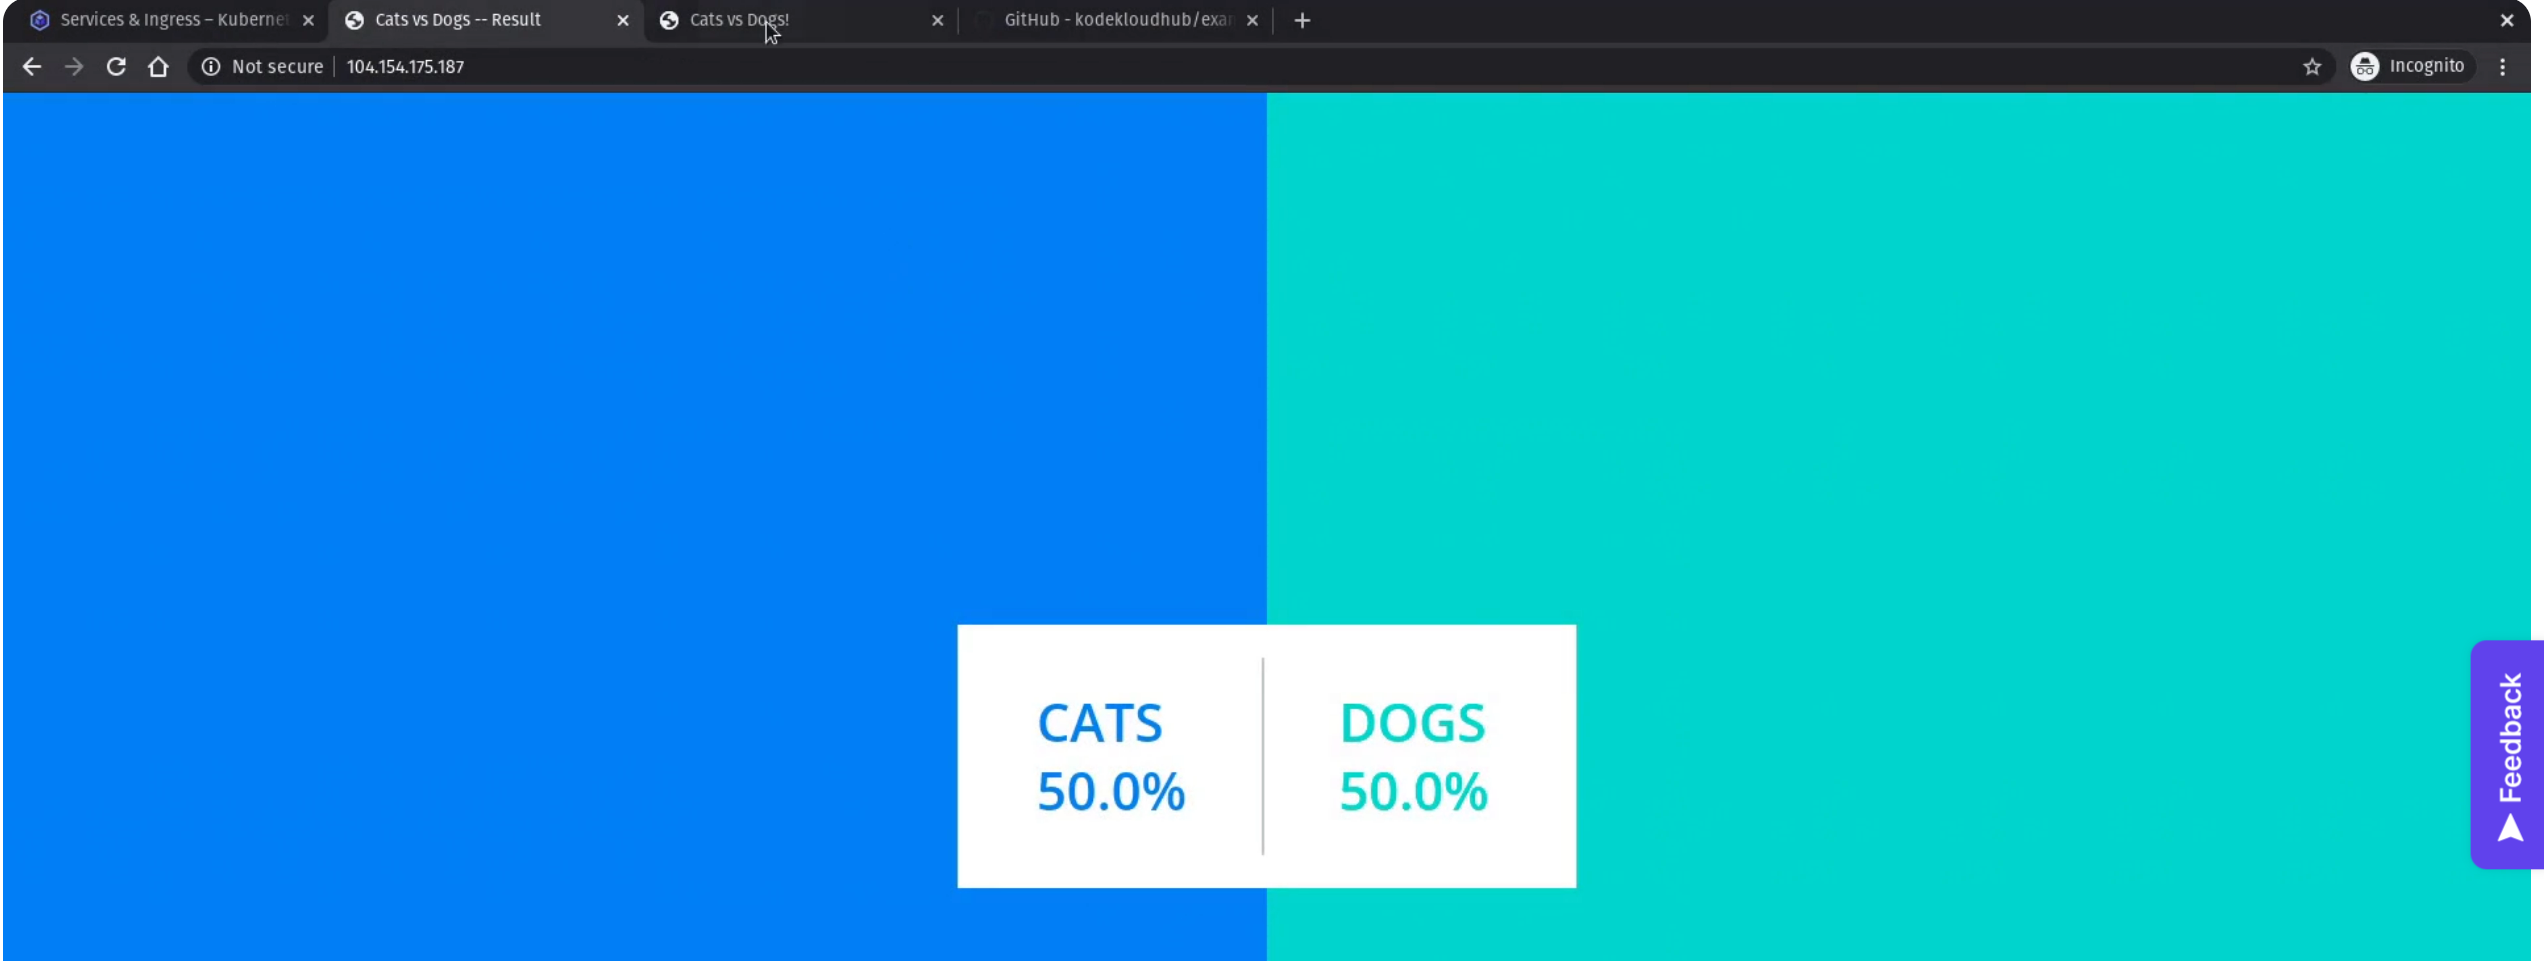 Services & Ingress – Kubernet
Cats vs Dogs -- Result
Cats vs Dogs!
GitHub - kodekloudhub/exam
Not secure
104.154.175.187
Incognito
CATS
50.0%
DOGS
50.0%
Feedback